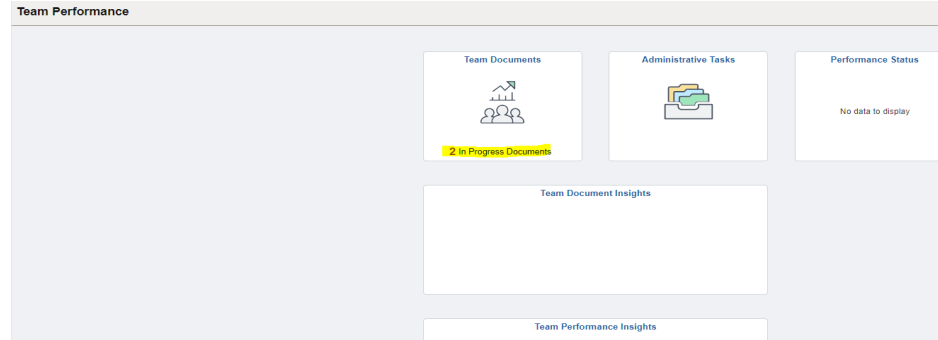 Team Performance
Team Documents
Administrative Tasks
Performance Status
No data to display
2 In Progress Documents
Team Document Insights
Team Performance Insights